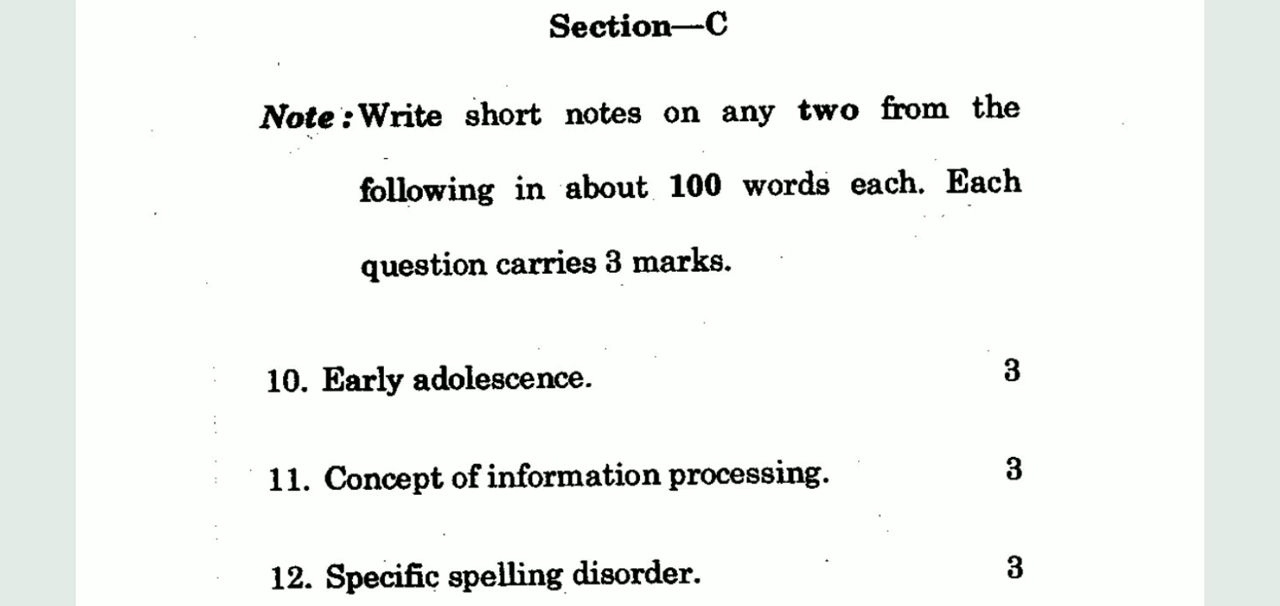 Section—C
Note : Write short notes on any two from the
following in about 100 words each. Each
question carries 3 marks.
10. Early adolescence. 3
11. Concept of information processing. 3
12. Specific spelling disorder. 3